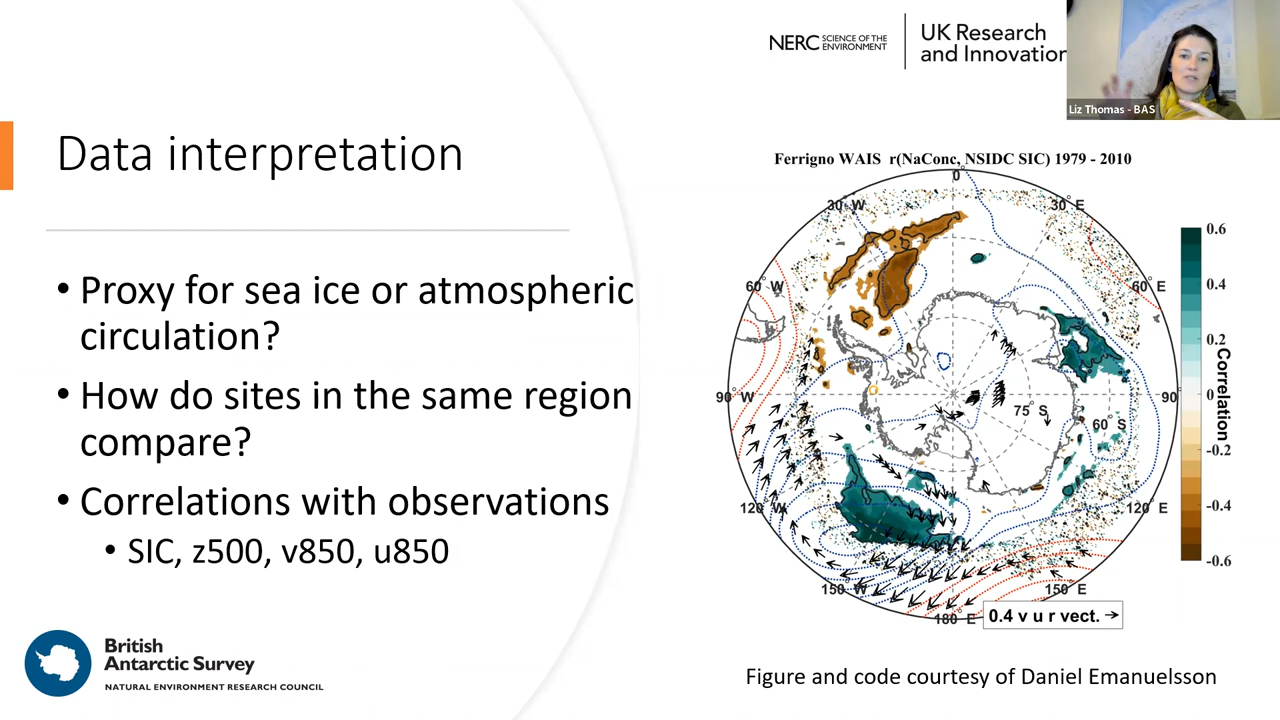 NERC SCIENCE OF THE ENVIRONMENT
UK Research and Innovation
Liz Thomas - BAS
Data interpretation
• Proxy for sea ice or atmospheric
circulation?
• How do sites in the same region
compare?
• Correlations with observations
• SIC, z500, v850, u850
British
Antarctic Survey
NATURAL ENVIRONMENT RESEARCH COUNCIL
Ferrigno WAIS r(NaConc, NSIDC SIC) 1979 - 2010
0°
30° W
30° E
60° W
60° E
90° W
90°
75° S
60° S
120° W
120° E
150° W
150° E
180° E
0.4 v u r vect.
0.6
0.4
0.2
0
-0.2
-0.4
-0.6
Correlation
Figure and code courtesy of Daniel Emanuelsson